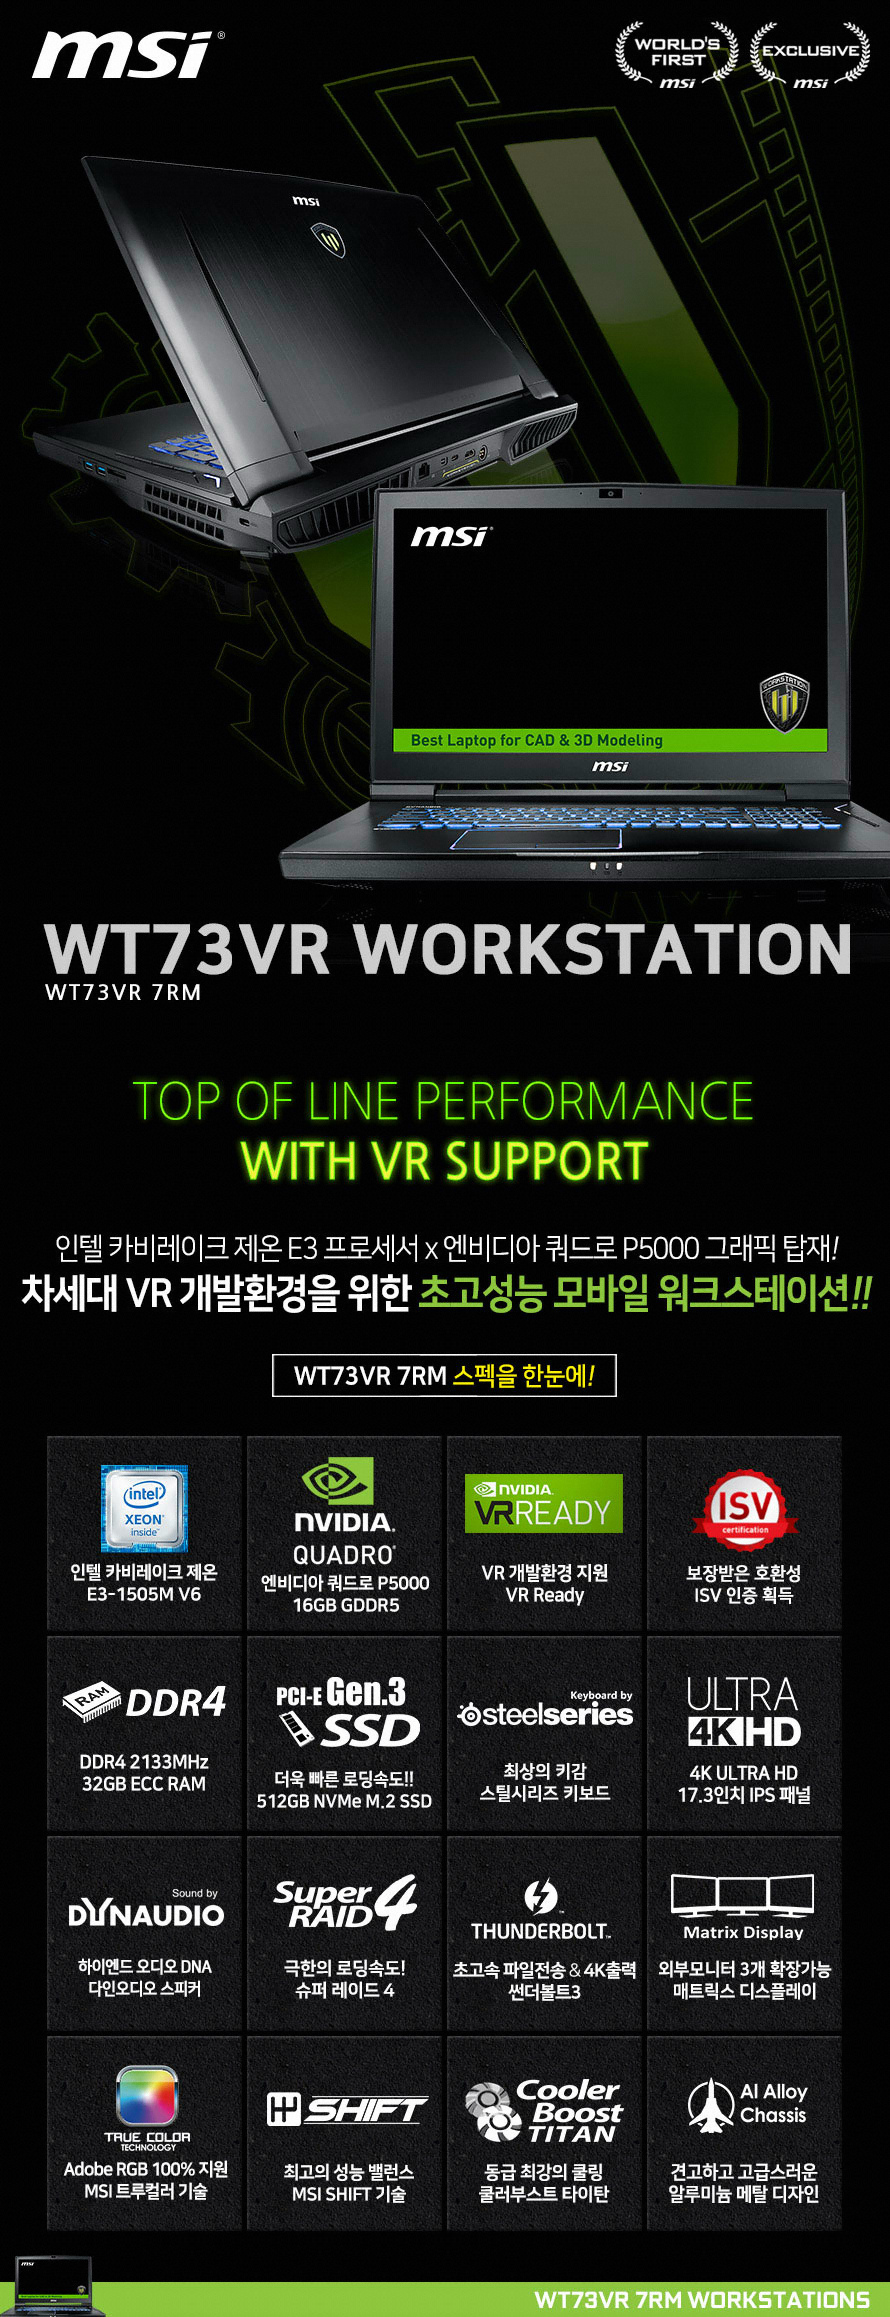 msi
WORLD'S
FIRST
msi
EXCLUSIVE
msi
msi
msi
WORKSTATION
Best Laptop for CAD & 3D Modeling
msi
WT73VR WORKSTATION
WT73VR 7RM
TOP OF LINE PERFORMANCE
WITH VR SUPPORT
인텔 카비레이크 제온 E3 프로세서 x 엔비디아 쿼드로 P5000 그래픽 탑재!
차세대 VR 개발환경을 위한 초고성능 모바일 워크스테이션!!
WT73VR 7RM 스펙을 한눈에!
intel
XEON
inside
인텔 카비레이크 제온
E3-1505M V6
NVIDIA.
QUADRO
엔비디아 쿼드로 P5000
16GB GDDR5
NVIDIA.
VRREADY
VR 개발환경 지원
VR Ready
ISV
certification
보장받은 호환성
ISV 인증 획득
RAM DDR4
DDR4 2133MHz
32GB ECC RAM
PCI-E Gen.3
SSD
더욱 빠른 로딩속도!!
512GB NVMe M.2 SSD
Keyboard by
steelseries
최상의 키감
스틸시리즈 키보드
ULTRA
4K HD
4K ULTRA HD
17.3인치 IPS 패널
Sound by
DYNAUDIO
하이엔드 오디오 DNA
다인오디오 스피커
Super
RAID 4
극한의 로딩속도!
슈퍼 레이드 4
THUNDERBOLT
초고속 파일전송 & 4K출력
썬더볼트3
Matrix Display
외부모니터 3개 확장가능
매트릭스 디스플레이
TRUE COLOR
TECHNOLOGY
Adobe RGB 100% 지원
MSI 트루컬러 기술
SHIFT
최고의 성능 밸런스
MSI SHIFT 기술
Cooler
Boost
TITAN
동급 최강의 쿨링
쿨러부스트 타이탄
Al Alloy
Chassis
견고하고 고급스러운
알루미늄 메탈 디자인
msi
WT73VR 7RM WORKSTATIONS